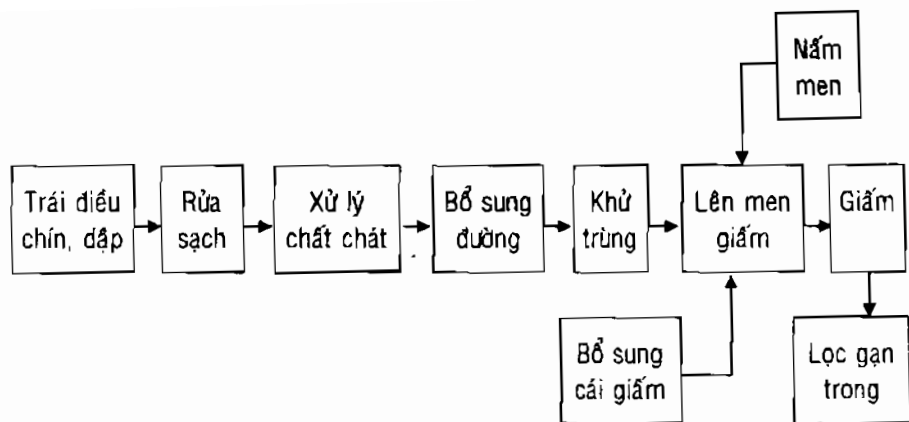 Nấm
men
Trái điều
chín, dập
Rửa
sạch
Xử lý
chất chát
Bổ sung
đường
Khử
trùng
Lên men
giấm
Giấm
Bổ sung
cái giấm
Lọc gạn
trong